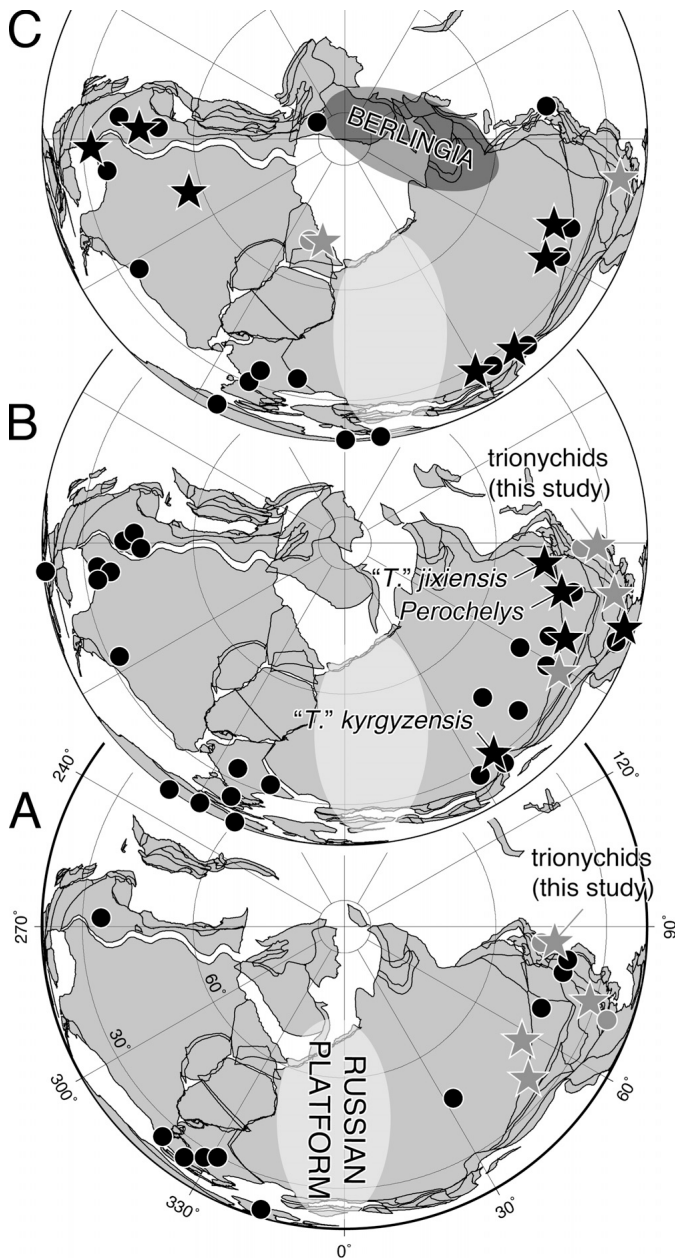 C
BERLINGIA
B
trionychids
(this study)
"T." jixiensis
Perochelys
"T." kyrgyzensis
240°
120°
A
trionychids
(this study)
270°
90°
60°
30°
RUSSIAN
PLATFORM
300°
60°
330°
30°
0°